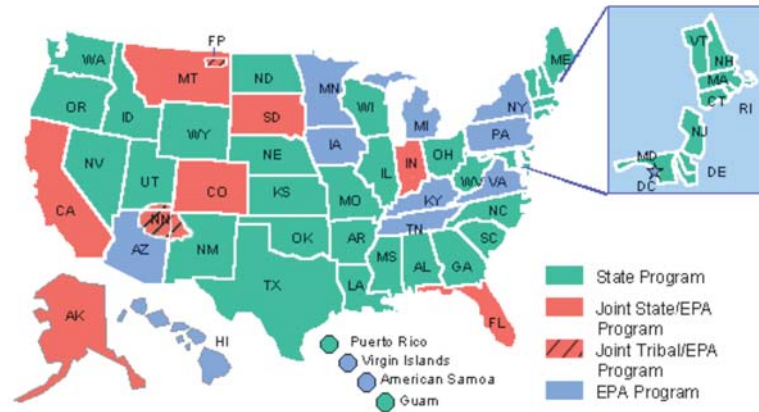 FP
WA
MT
ND
MN
ME
VT
NH
MA
CT
RI
OR
ID
WY
SD
WI
MI
NY
PA
NJ
MD
DC
DE
NV
NE
IA
IL
IN
OH
WV
VA
CA
UT
CO
KS
MO
KY
NC
AZ
NN
NM
OK
AR
TN
SC
TX
LA
MS
AL
GA
FL
AK
HI
Puerto Rico
Virgin Islands
American Samoa
Guam
State Program
Joint State/EPA
Program
Joint Tribal/EPA
Program
EPA Program